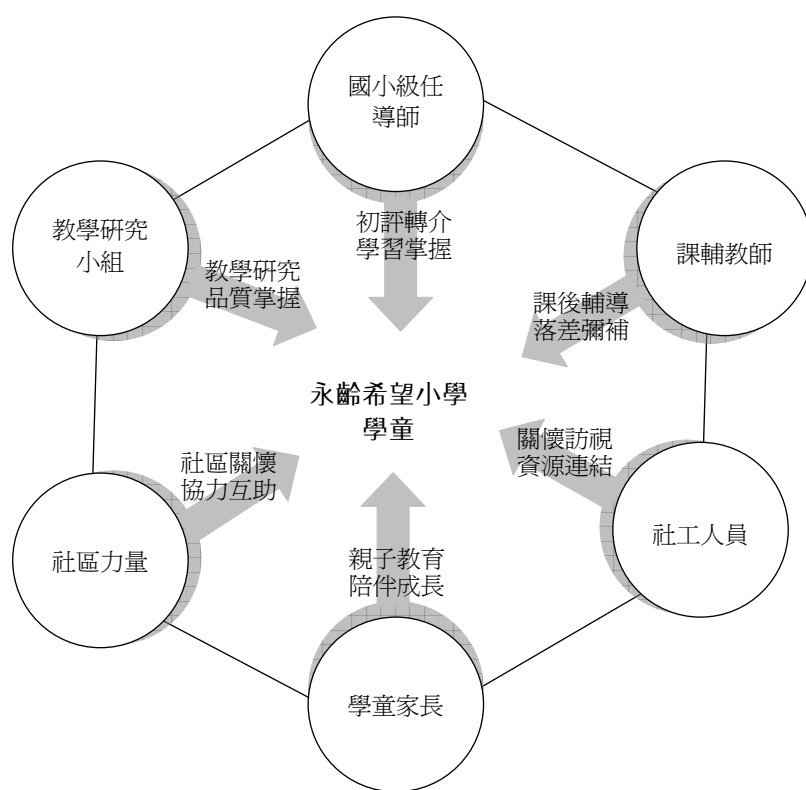 國小級任
導師
初評轉介
學習掌握
教學研究
小組
教學研究
品質掌握
課輔教師
課後輔導
落差彌補
永齡希望小學
學童
社區關懷
協力互助
社區力量
關懷訪視
資源連結
社工人員
親子教育
陪伴成長
學童家長